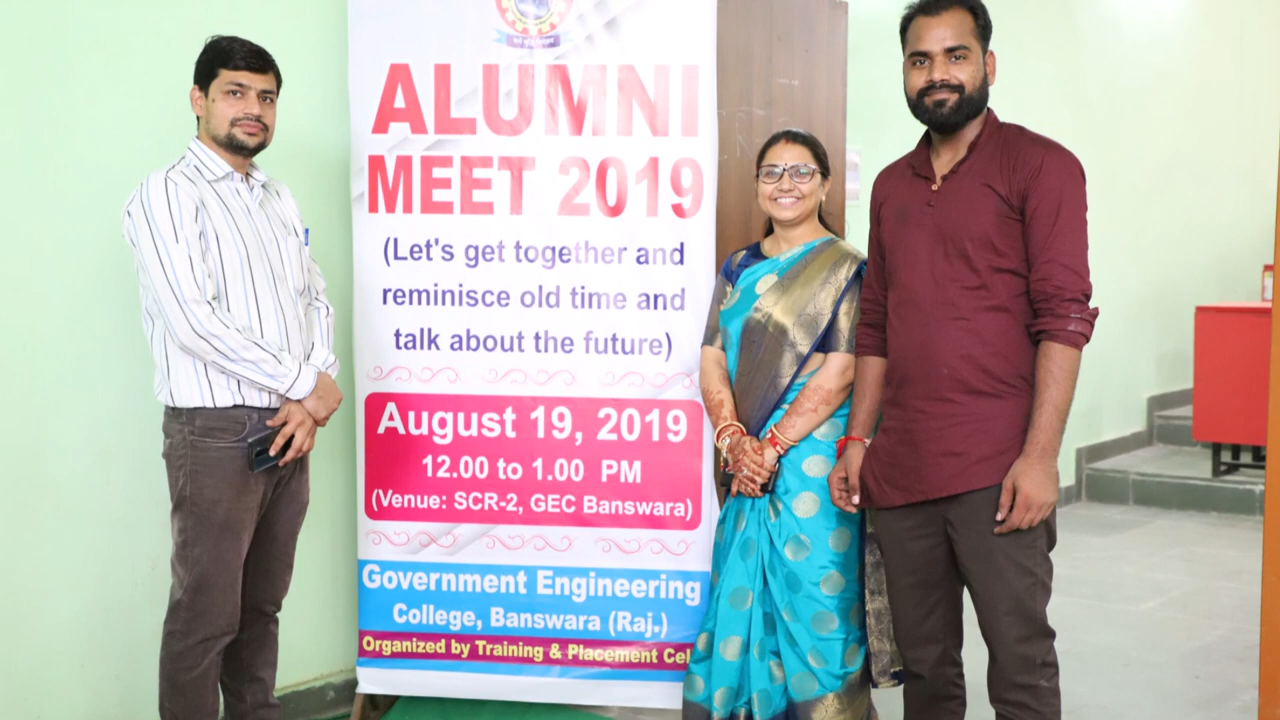 ALUMNI
MEET 2019
(Let's get together and
reminisce old time and
talk about the future)
August 19, 2019
12.00 to 1.00 PM
(Venue: SCR-2, GEC Banswara)
Government Engineering
College, Banswara (Raj.)
Organized by Training & Placement Cel